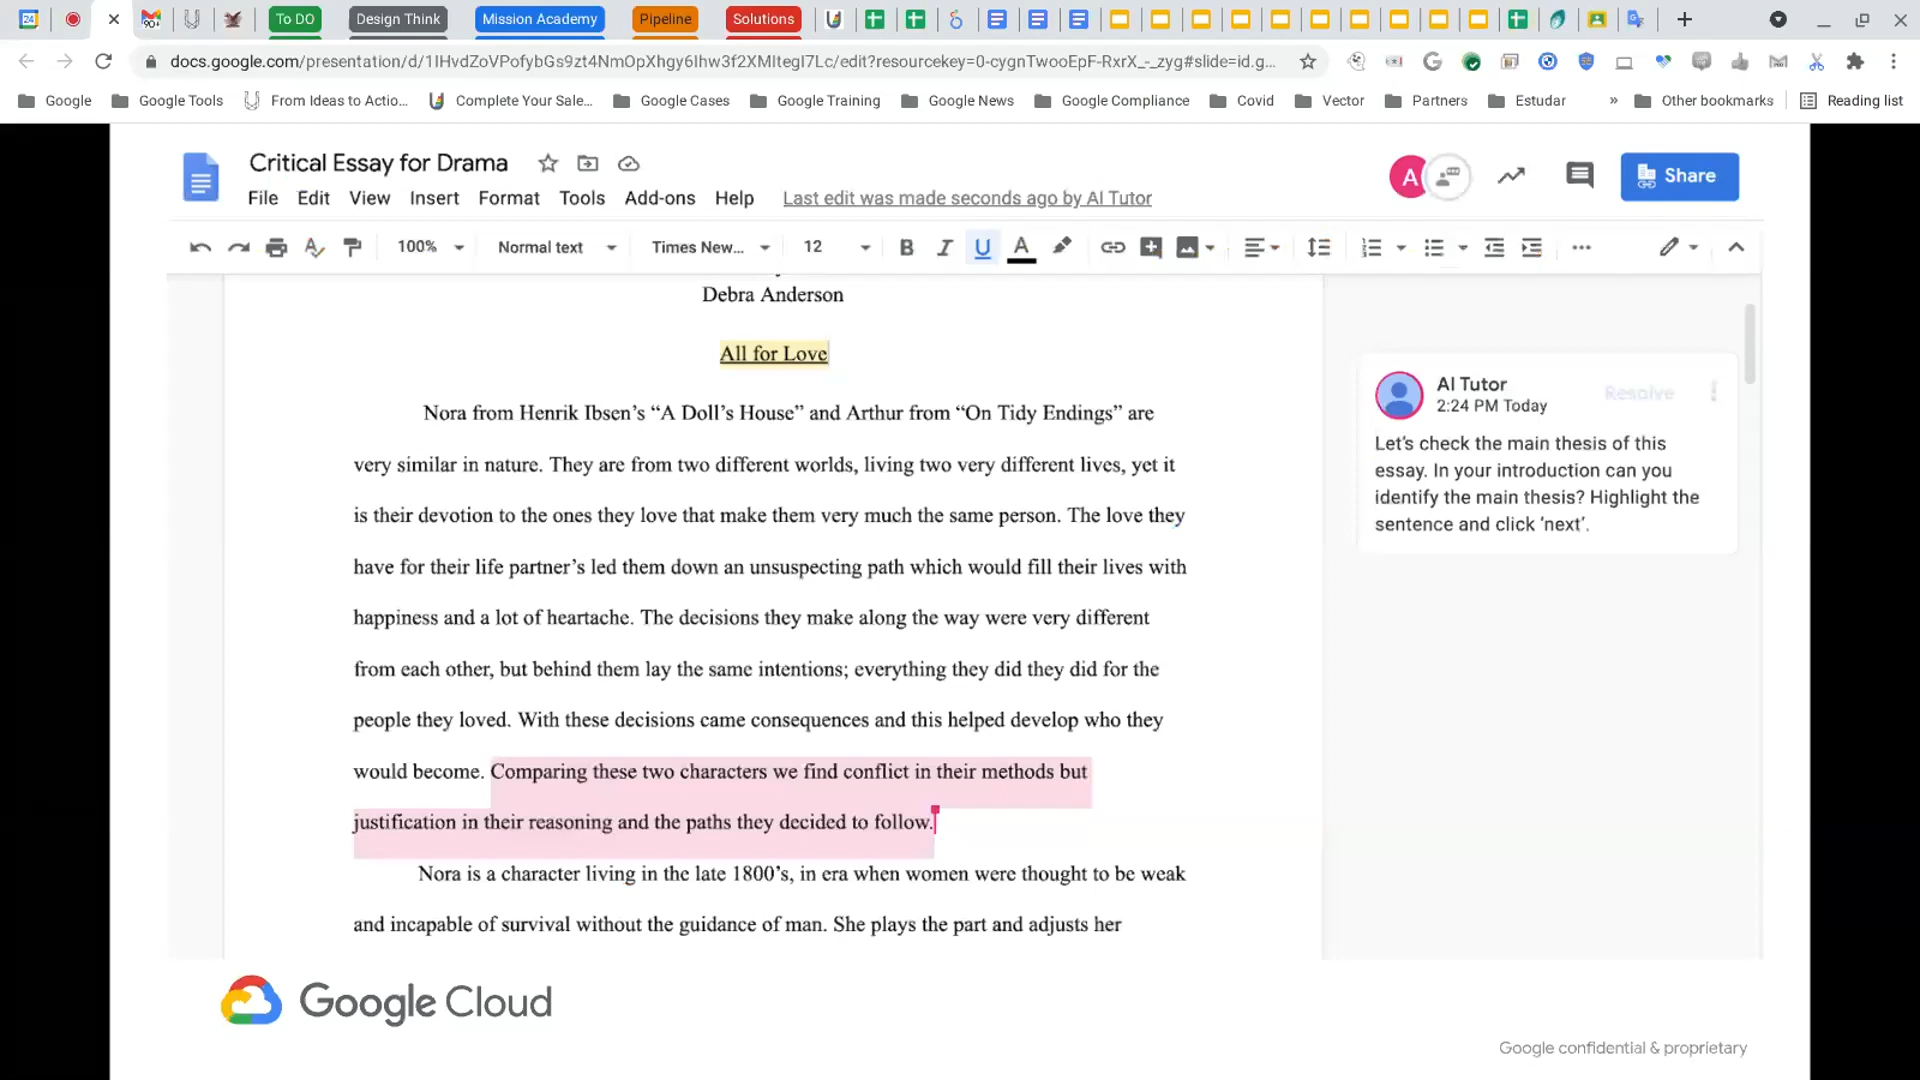 To DO Design Think Mission Academy Pipeline Solutions
docs.google.com/presentation/d/1IHvdZoVPofybGs9zt4NmOpXhgy6Ihw3f2XMItegI7Lc/edit?resourcekey=0-cygnTwooEpF-RxrX_-_zyg#slide=id.g...
Google Google Tools From Ideas to Actio... Complete Your Sale... Google Cases Google Training Google News Google Compliance Covid Vector Partners Estudar » Other bookmarks Reading list
Critical Essay for Drama
A
Share
File Edit View Insert Format Tools Add-ons Help Last edit was made seconds ago by AI Tutor
100% Normal text Times New... 12 B I U A
Debra Anderson
All for Love
Nora from Henrik Ibsen's “A Doll's House” and Arthur from “On Tidy Endings” are
very similar in nature. They are from two different worlds, living two very different lives, yet it
is their devotion to the ones they love that make them very much the same person. The love they
have for their life partner's led them down an unsuspecting path which would fill their lives with
happiness and a lot of heartache. The decisions they make along the way were very different
from each other, but behind them lay the same intentions; everything they did they did for the
people they loved. With these decisions came consequences and this helped develop who they
would become. Comparing these two characters we find conflict in their methods but
justification in their reasoning and the paths they decided to follow.
Nora is a character living in the late 1800's, in era when women were thought to be weak
and incapable of survival without the guidance of man. She plays the part and adjusts her
AI Tutor
Resolve
2:24 PM Today
Let's check the main thesis of this
essay. In your introduction can you
identify the main thesis? Highlight the
sentence and click 'next'.
Google Cloud
Google confidential & proprietary